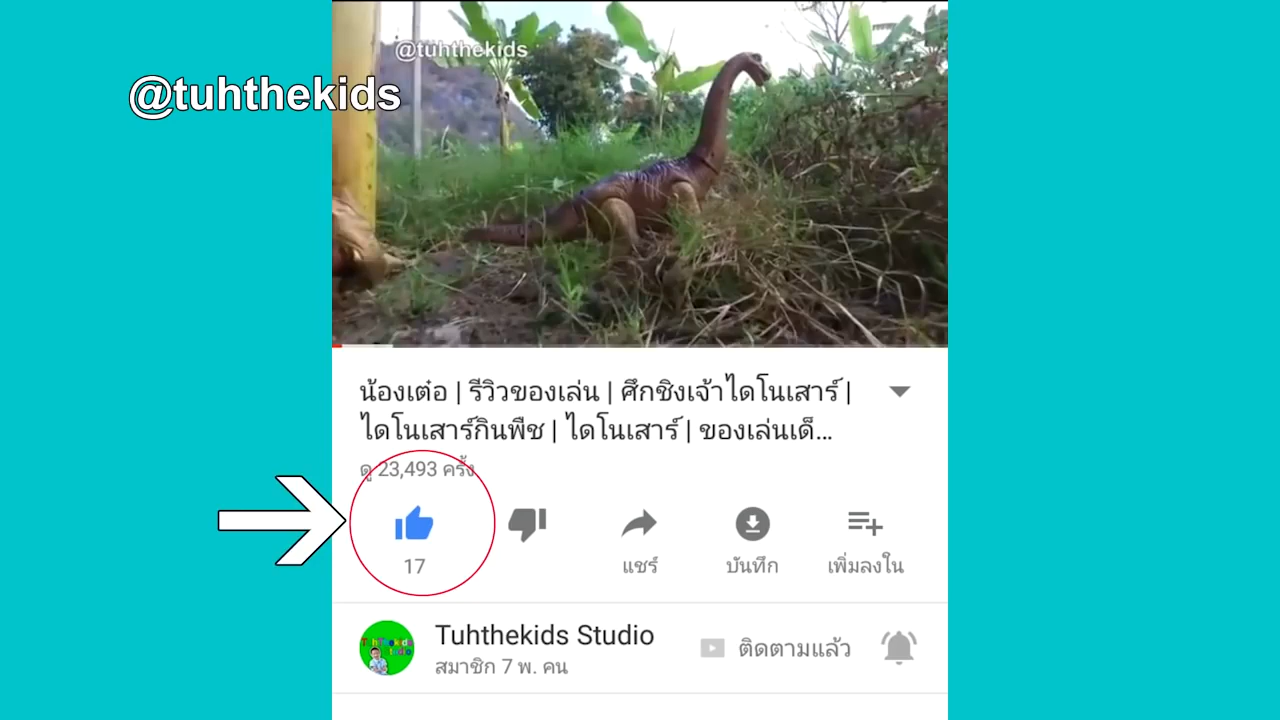 @tuhthekids
@tuhthekids
น้องเต๋อ | รีวิวของเล่น | ศึกชิงเจ้าไดโนเสาร์ |
ไดโนเสาร์กินพืช | ไดโนเสาร์ | ของเล่นเด็...
ดู 23,493 ครั้ง
17
แชร์
บันทึก
เพิ่มลงใน
TuhThekids
Studio
Tuhthekids Studio
ติดตามแล้ว
สมาชิก 7 พ. คน